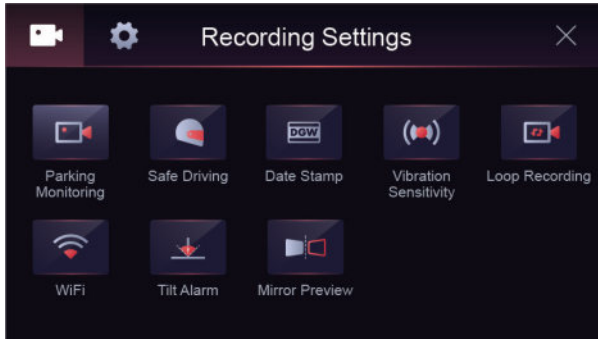 Recording Settings
DGW
Parking
Monitoring
Safe Driving
Date Stamp
Vibration
Sensitivity
Loop Recording
WiFi
Tilt Alarm
Mirror Preview